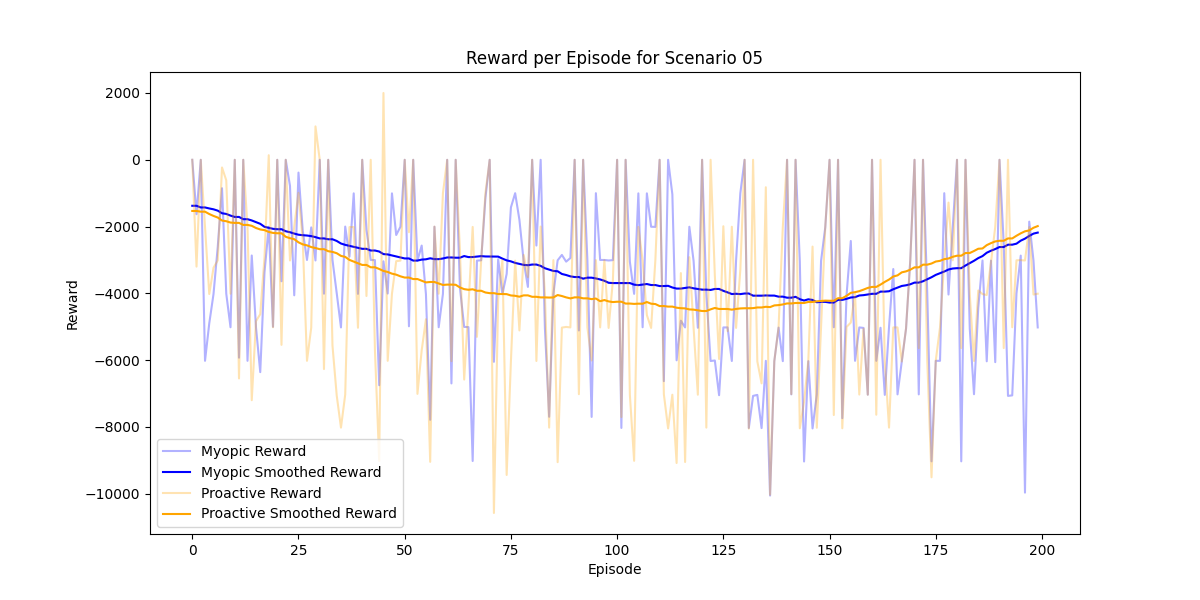 Reward per Episode for Scenario 05
2000
0
−2000
−4000
−6000
−8000
−10000
Reward
Myopic Reward
Myopic Smoothed Reward
Proactive Reward
Proactive Smoothed Reward
0 25 50 75 100 125 150 175 200
Episode